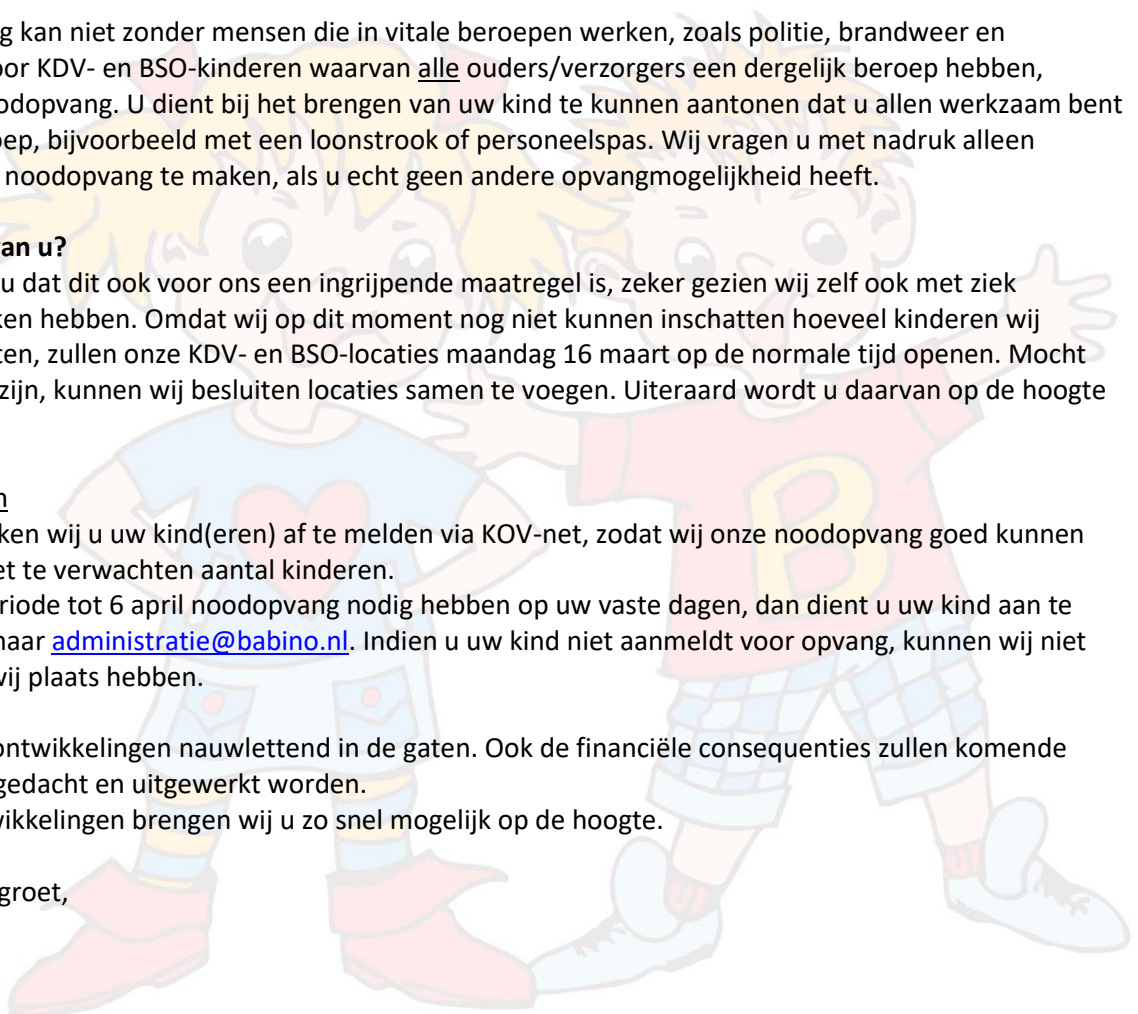 g kan niet zonder mensen die in vitale beroepen werken, zoals politie, brandweer en
oor KDV- en BSO-kinderen waarvan alle ouders/verzorgers een dergelijk beroep hebben,
odopvang. U dient bij het brengen van uw kind te kunnen aantonen dat u allen werkzaam bent
ep, bijvoorbeeld met een loonstrook of personeelspas. Wij vragen u met nadruk alleen
noodopvang te maken, als u echt geen andere opvangmogelijkheid heeft.
an u?
u dat dit ook voor ons een ingrijpende maatregel is, zeker gezien wij zelf ook met ziek
ken hebben. Omdat wij op dit moment nog niet kunnen inschatten hoeveel kinderen wij
ten, zullen onze KDV- en BSO-locaties maandag 16 maart op de normale tijd openen. Mocht
zijn, kunnen wij besluiten locaties samen te voegen. Uiteraard wordt u daarvan op de hoogte
n
ken wij u uw kind(eren) af te melden via KOV-net, zodat wij onze noodopvang goed kunnen
et te verwachten aantal kinderen.
riode tot 6 april noodopvang nodig hebben op uw vaste dagen, dan dient u uw kind aan te
naar administratie@babino.nl. Indien u uw kind niet aanmeldt voor opvang, kunnen wij niet
wij plaats hebben.
ontwikkelingen nauwlettend in de gaten. Ook de financiële consequenties zullen komende
gedacht en uitgewerkt worden.
wikkelingen brengen wij u zo snel mogelijk op de hoogte.
groet,
B